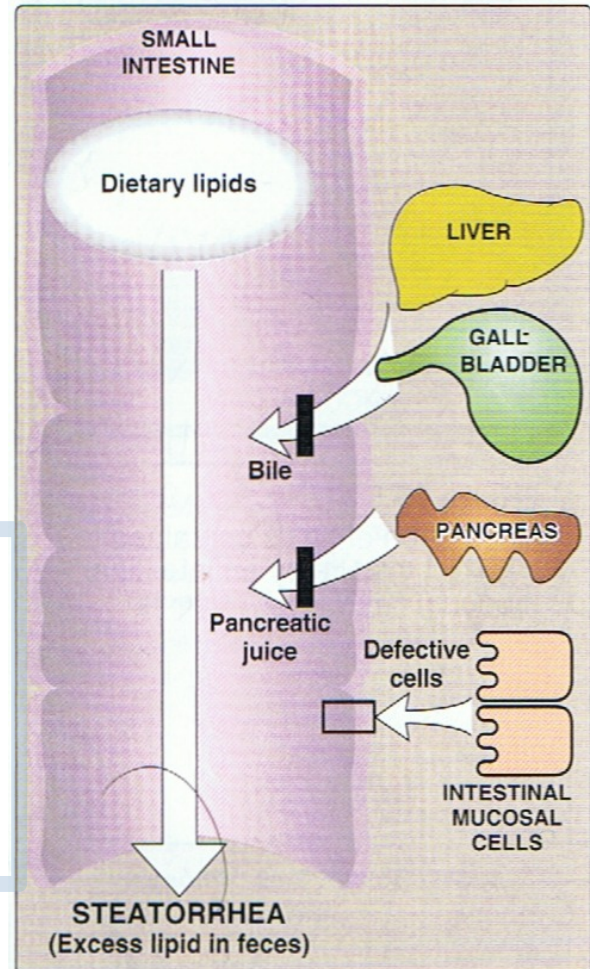 SMALL
INTESTINE
Dietary lipids
LIVER
GALL-
BLADDER
Bile
PANCREAS
Pancreatic
juice
Defective
cells
INTESTINAL
MUCOSAL
CELLS
STEATORRHEA
(Excess lipid in feces)